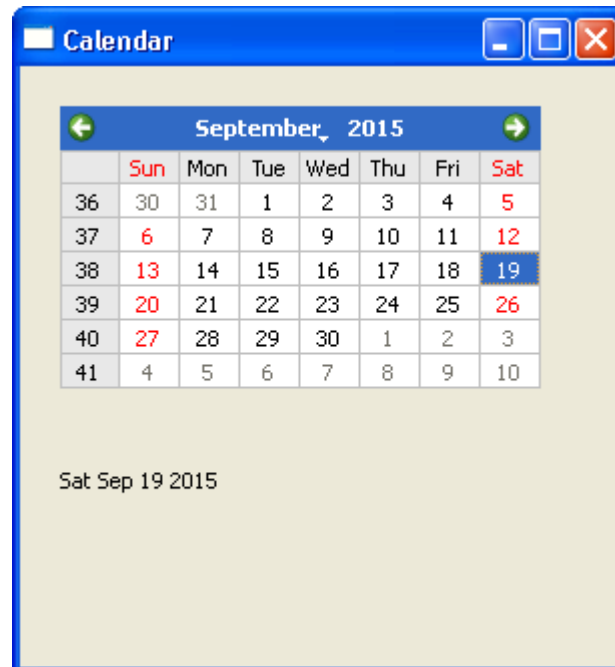 Calendar
September 2015
Sun Mon Tue Wed Thu Fri Sat
36 30 31 1 2 3 4 5
37 6 7 8 9 10 11 12
38 13 14 15 16 17 18 19
39 20 21 22 23 24 25 26
40 27 28 29 30 1 2 3
41 4 5 6 7 8 9 10
Sat Sep 19 2015